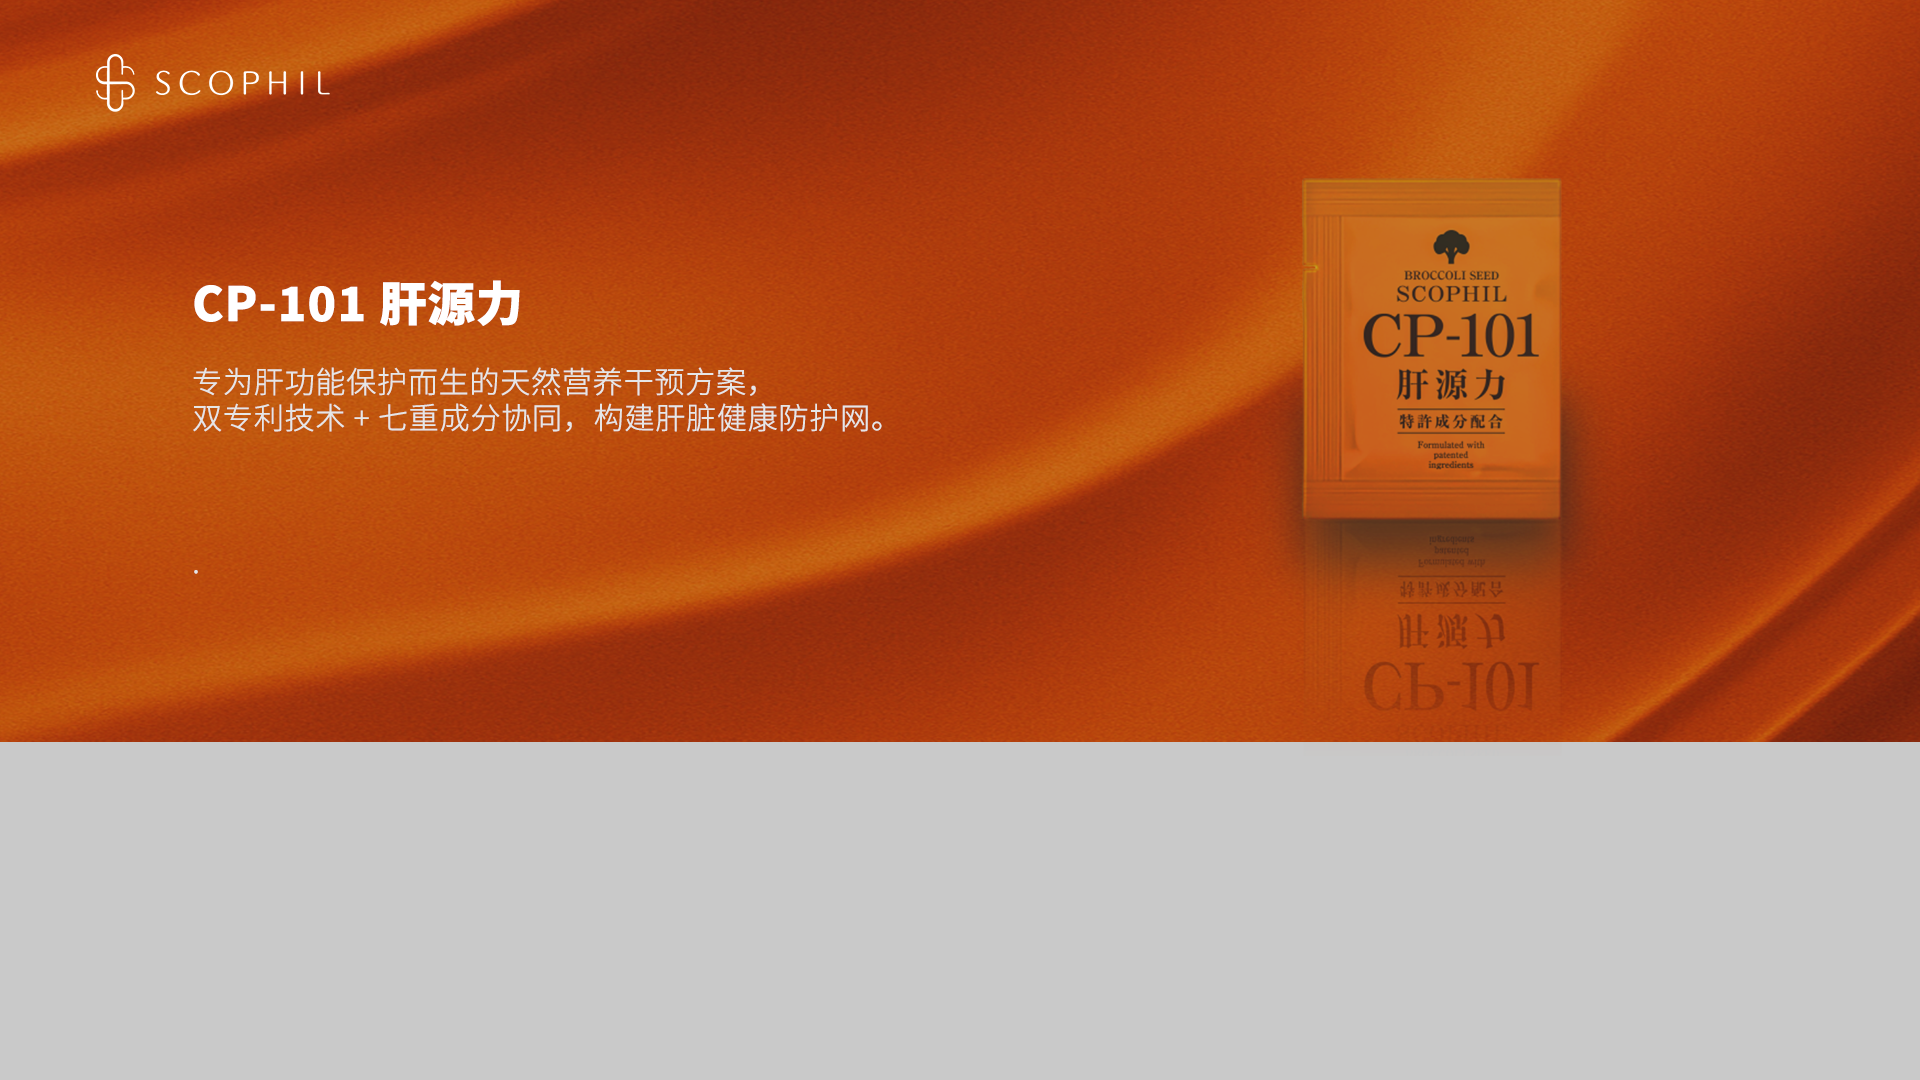 SCOPHIL
CP-101 肝源力
专为肝功能保护而生的天然营养干预方案，
双专利技术 + 七重成分协同，构建肝脏健康防护网。
.
BROCCOLI SEED
SCOPHIL
CP-101
肝源力
特許成分配合
Formulated with
patented
ingredients